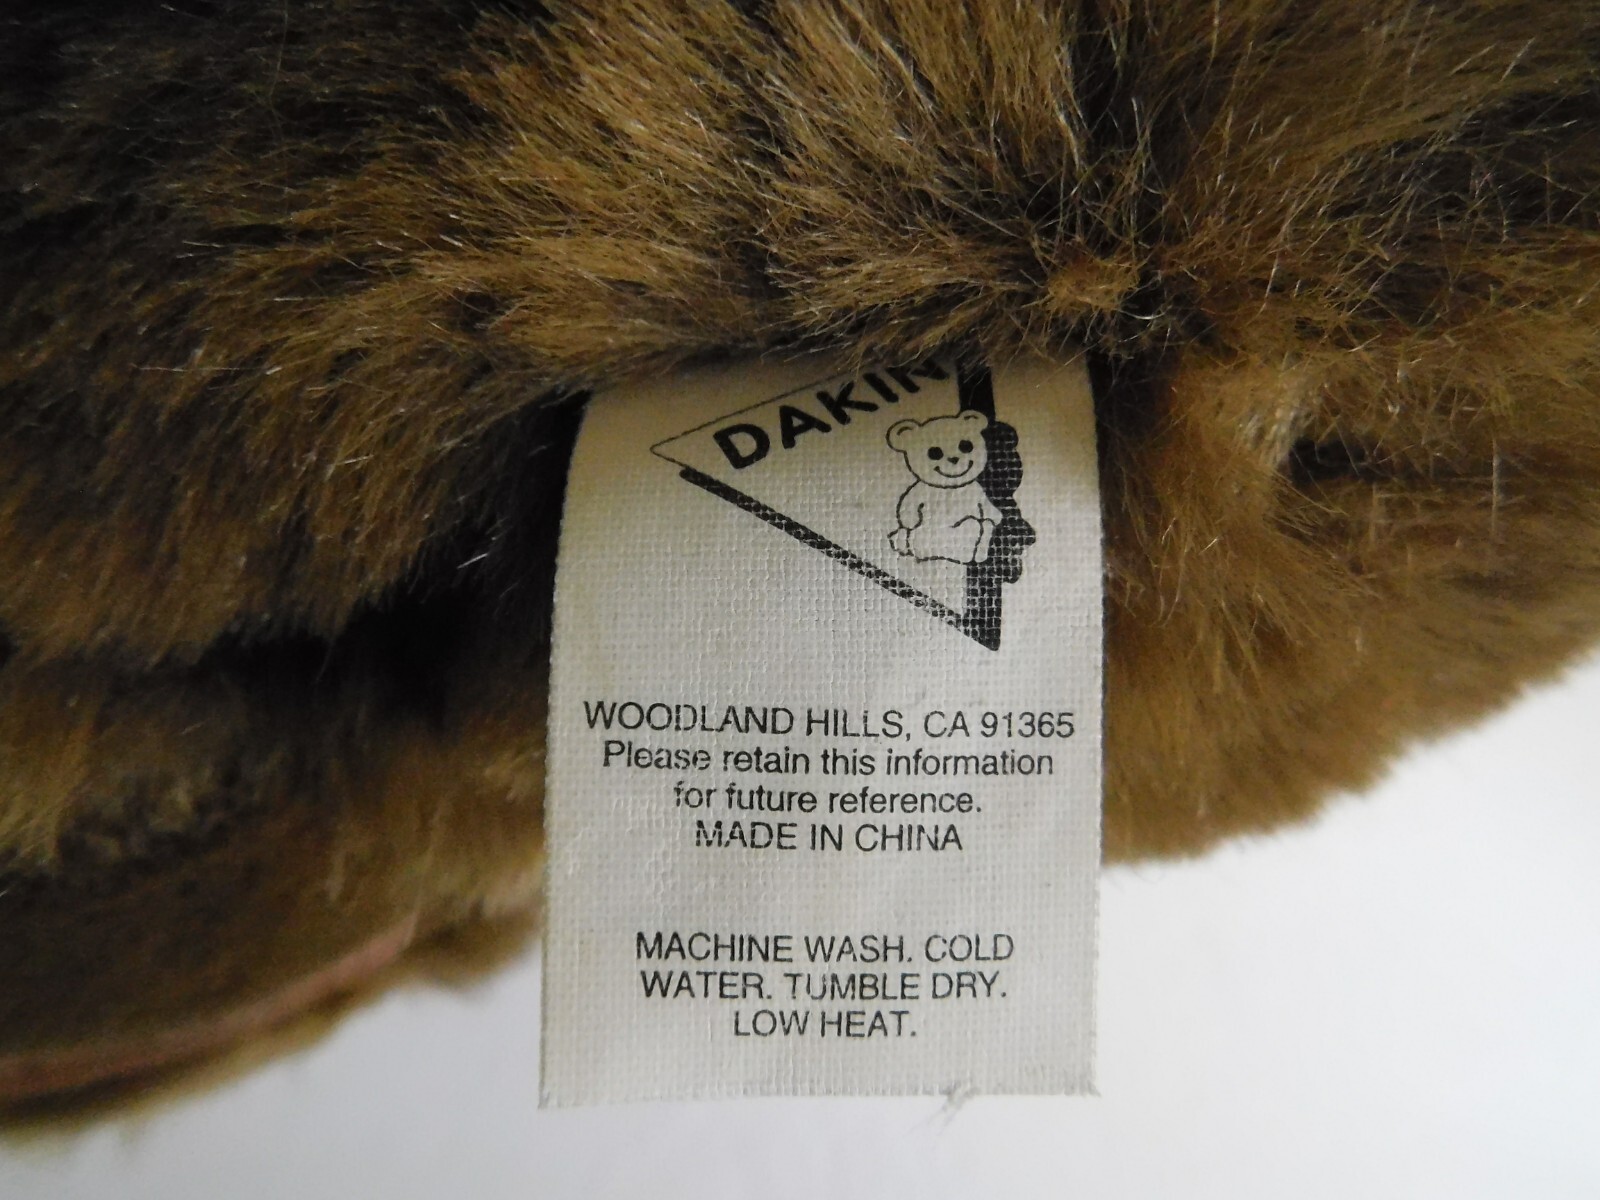 DAKIN
WOODLAND HILLS, CA 91365
Please retain this information
for future reference.
MADE IN CHINA
MACHINE WASH. COLD
WATER. TUMBLE DRY.
LOW HEAT.